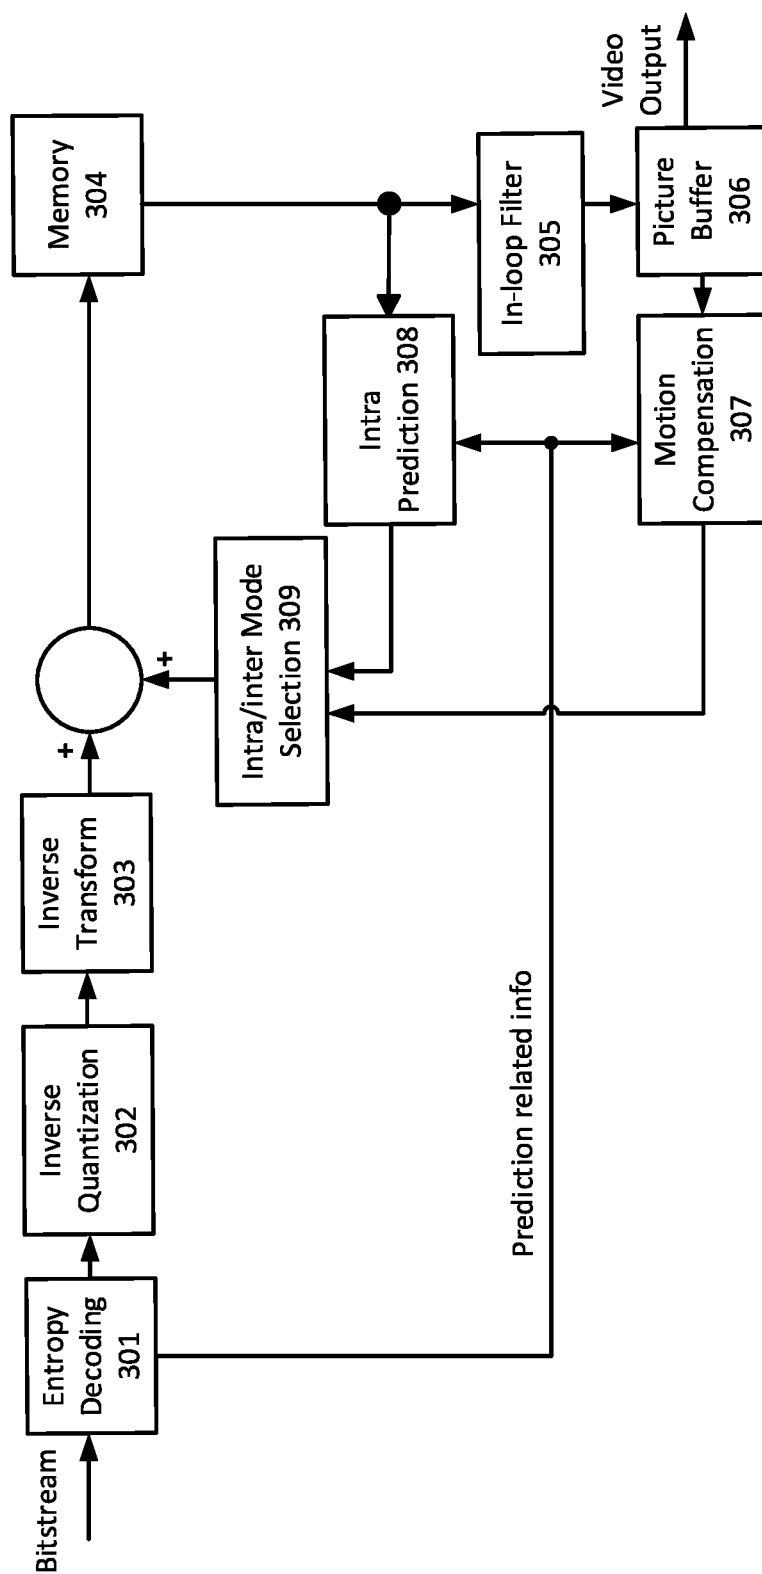 Bitstream
Entropy
Decoding
301
Inverse
Quantization
302
Inverse
Transform
303
+
+
Memory
304
Intra/inter Mode
Selection 309
Intra
Prediction 308
In-loop Filter
305
Prediction related info
Motion
Compensation
307
Picture
Buffer
306
Video
Output